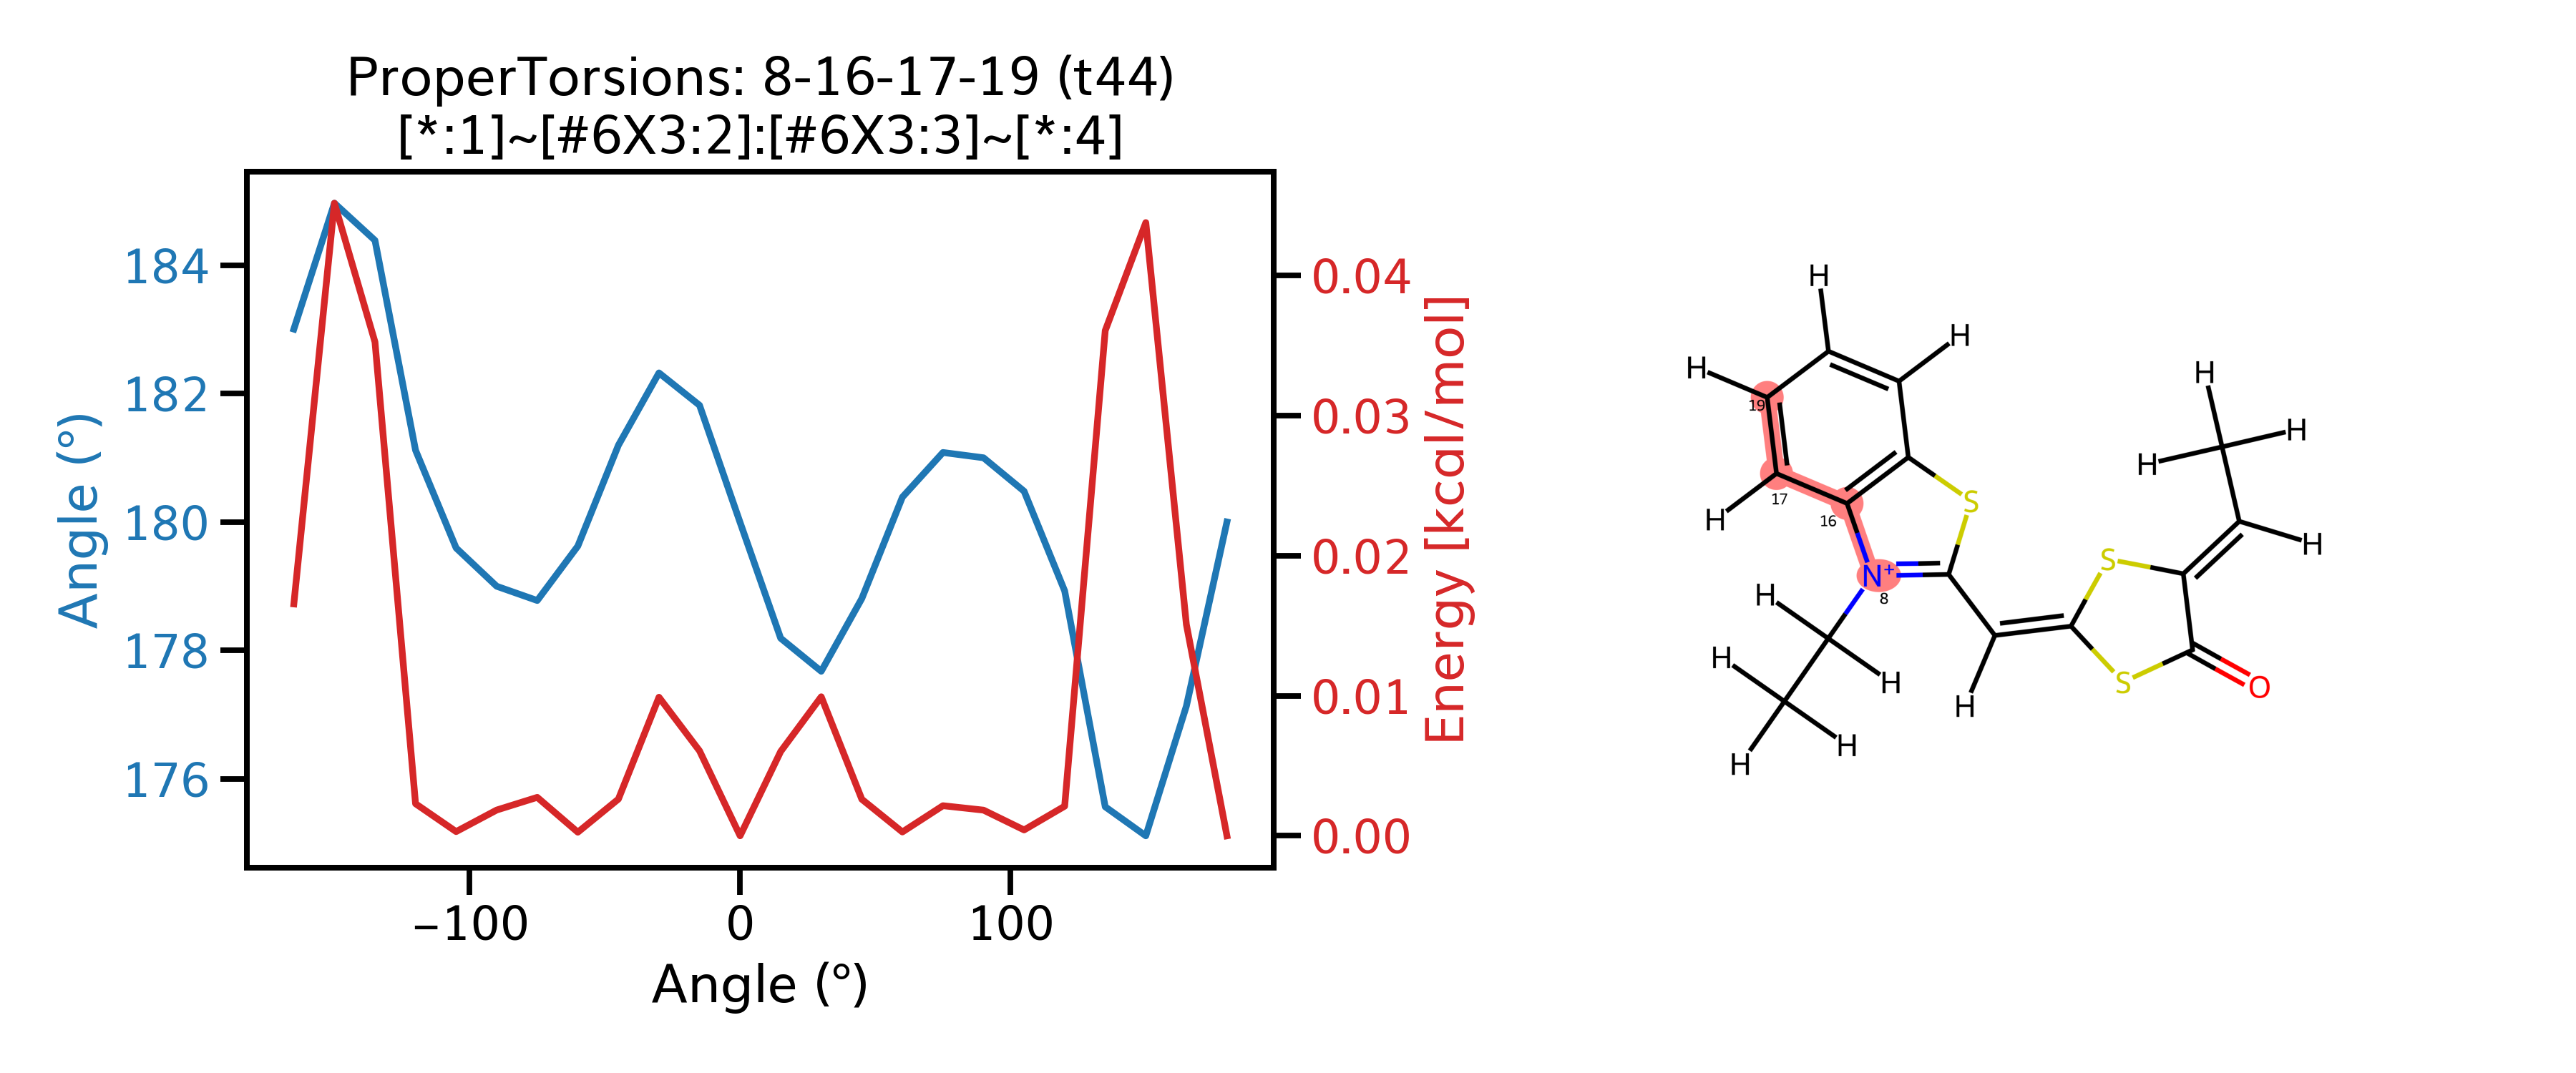 ProperTorsions: 8-16-17-19 (t44)
[*:1]~[#6X3:2]:[#6X3:3]~[*:4]
184
182
180
178
176
Angle (°)
0.04
0.03
0.02
0.01
0.00
Energy [kcal/mol]
−100
0
100
Angle (°)
H
H
H
19
17
H
16
S
N+
8
H
H
H
H
H
H
H
H
H
H
S
S
O